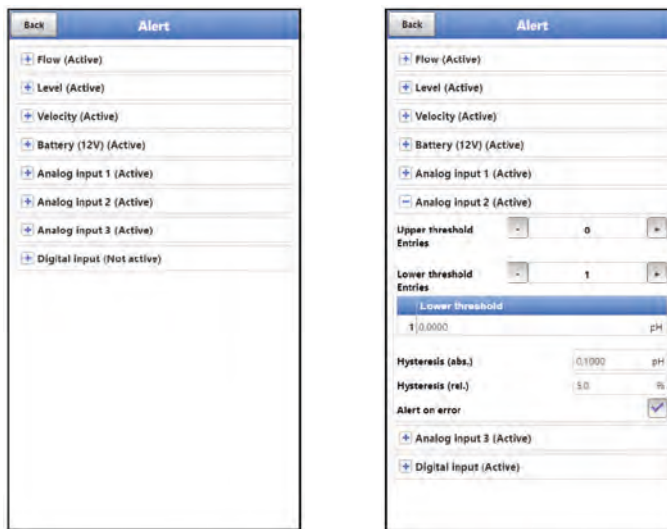 Back
Alert
+ Flow (Active)
+ Level (Active)
+ Velocity (Active)
+ Battery (12V) (Active)
+ Analog input 1 (Active)
+ Analog input 2 (Active)
+ Analog input 3 (Active)
+ Digital input (Not active)
Back
Alert
+ Flow (Active)
+ Level (Active)
+ Velocity (Active)
+ Battery (12V) (Active)
+ Analog input 1 (Active)
− Analog input 2 (Active)
Upper threshold - 0 +
Entries
Lower threshold - 1 +
Entries
Lower threshold
1 0.0000 pH
Hysteresis (abs.) 0.1000 pH
Hysteresis (rel.) 5.0 %
Alert on error
+ Analog input 3 (Active)
+ Digital input (Active)